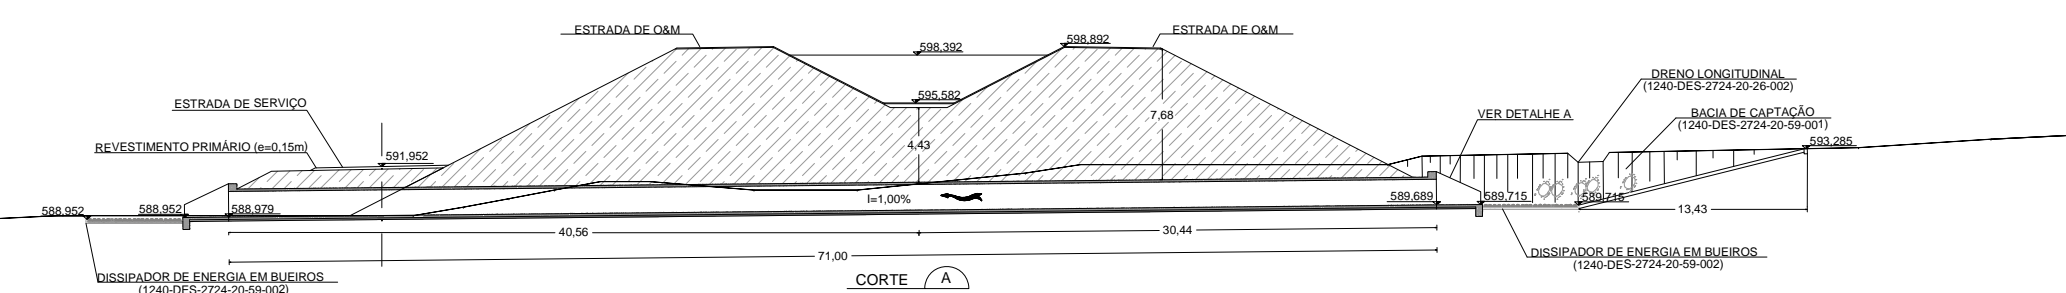 ESTRADA DE O&M
ESTRADA DE O&M
598,392
598,892
DRENO LONGITUDINAL
(1240-DES-2724-20-26-002)
ESTRADA DE SERVIÇO
595,582
7,68
VER DETALHE A
BACIA DE CAPTAÇÃO
(1240-DES-2724-20-59-001)
REVESTIMENTO PRIMÁRIO (e=0,15m)
591,952
4,43
593,285
588,952
588,952
588,979
I=1,00%
589,689
589,715
589,715
13,43
40,56
30,44
71,00
DISSIPADOR DE ENERGIA EM BUEIROS
(1240-DES-2724-20-59-002)
DISSIPADOR DE ENERGIA EM BUEIROS
(1240-DES-2724-20-59-002)
CORTE A